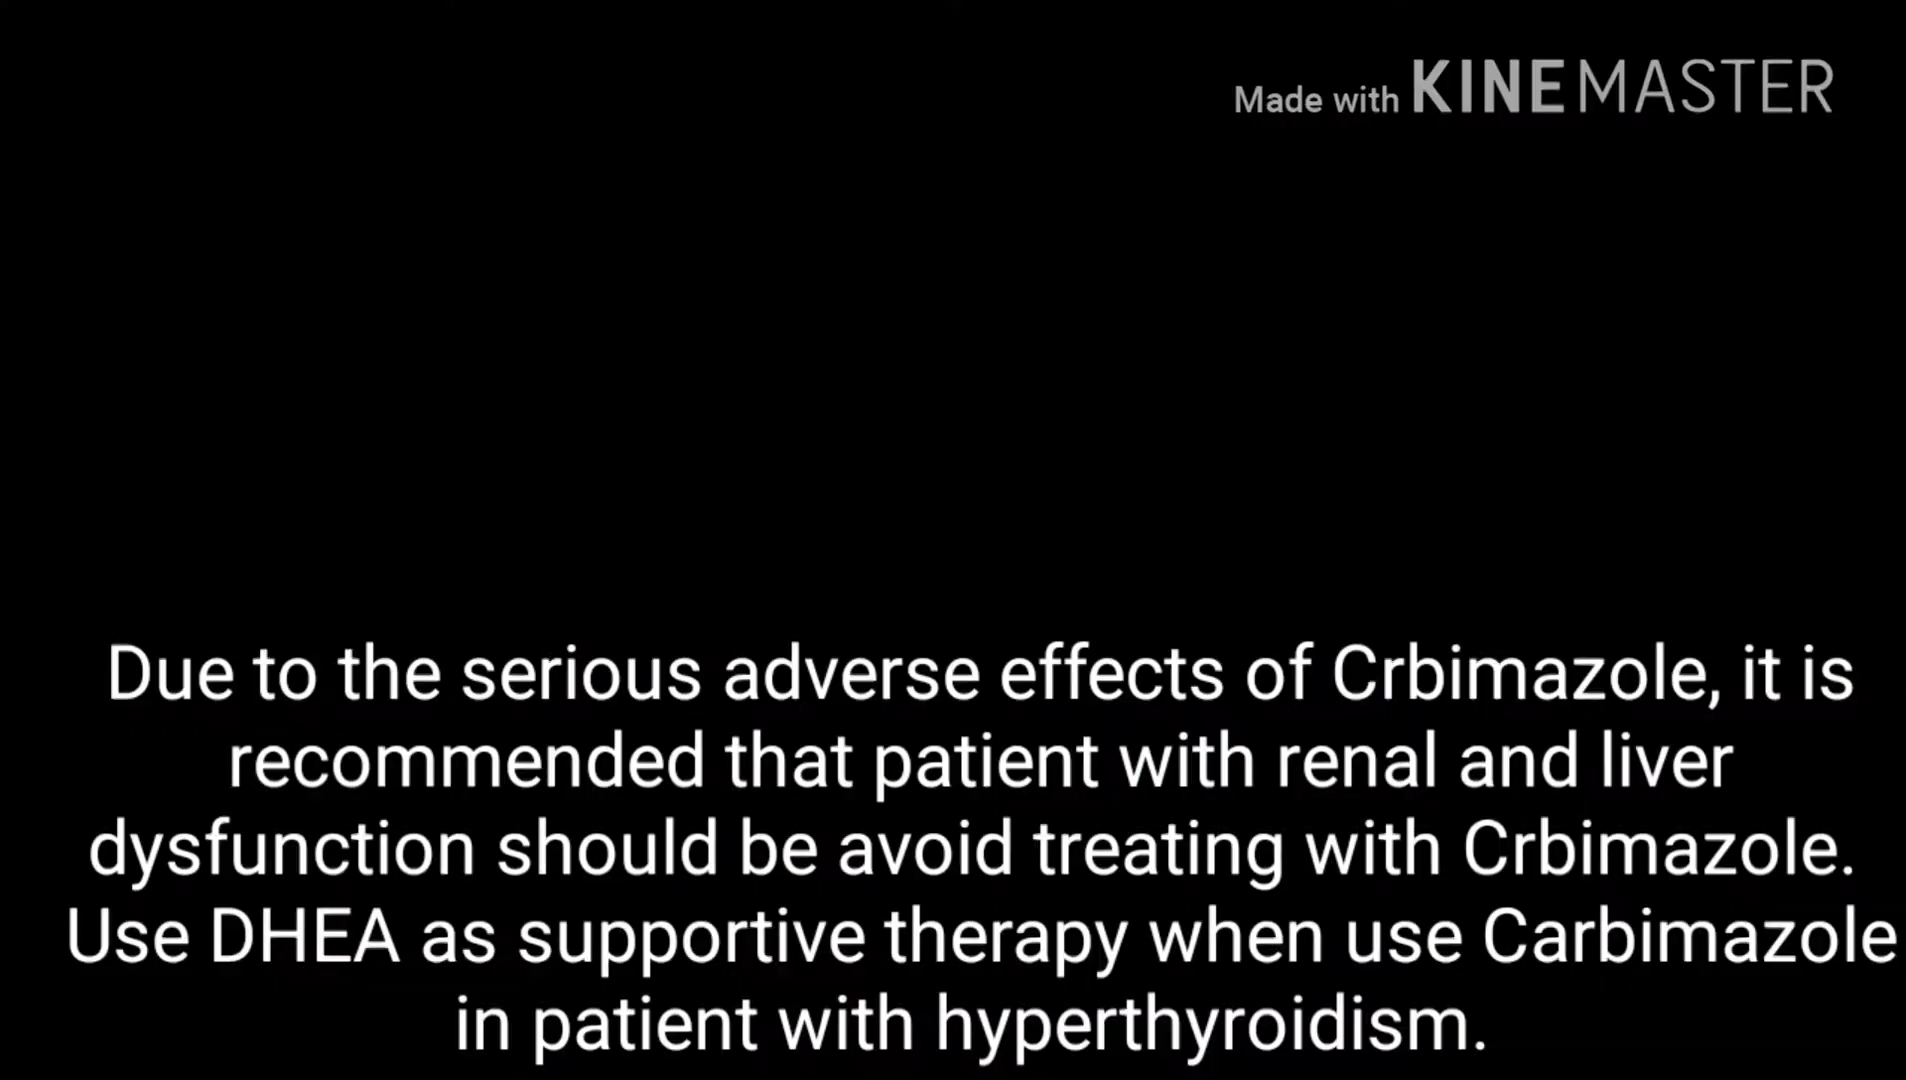 Made with KINEMASTER
Due to the serious adverse effects of Crbimazole, it is
recommended that patient with renal and liver
dysfunction should be avoid treating with Crbimazole.
Use DHEA as supportive therapy when use Carbimazole
in patient with hyperthyroidism.